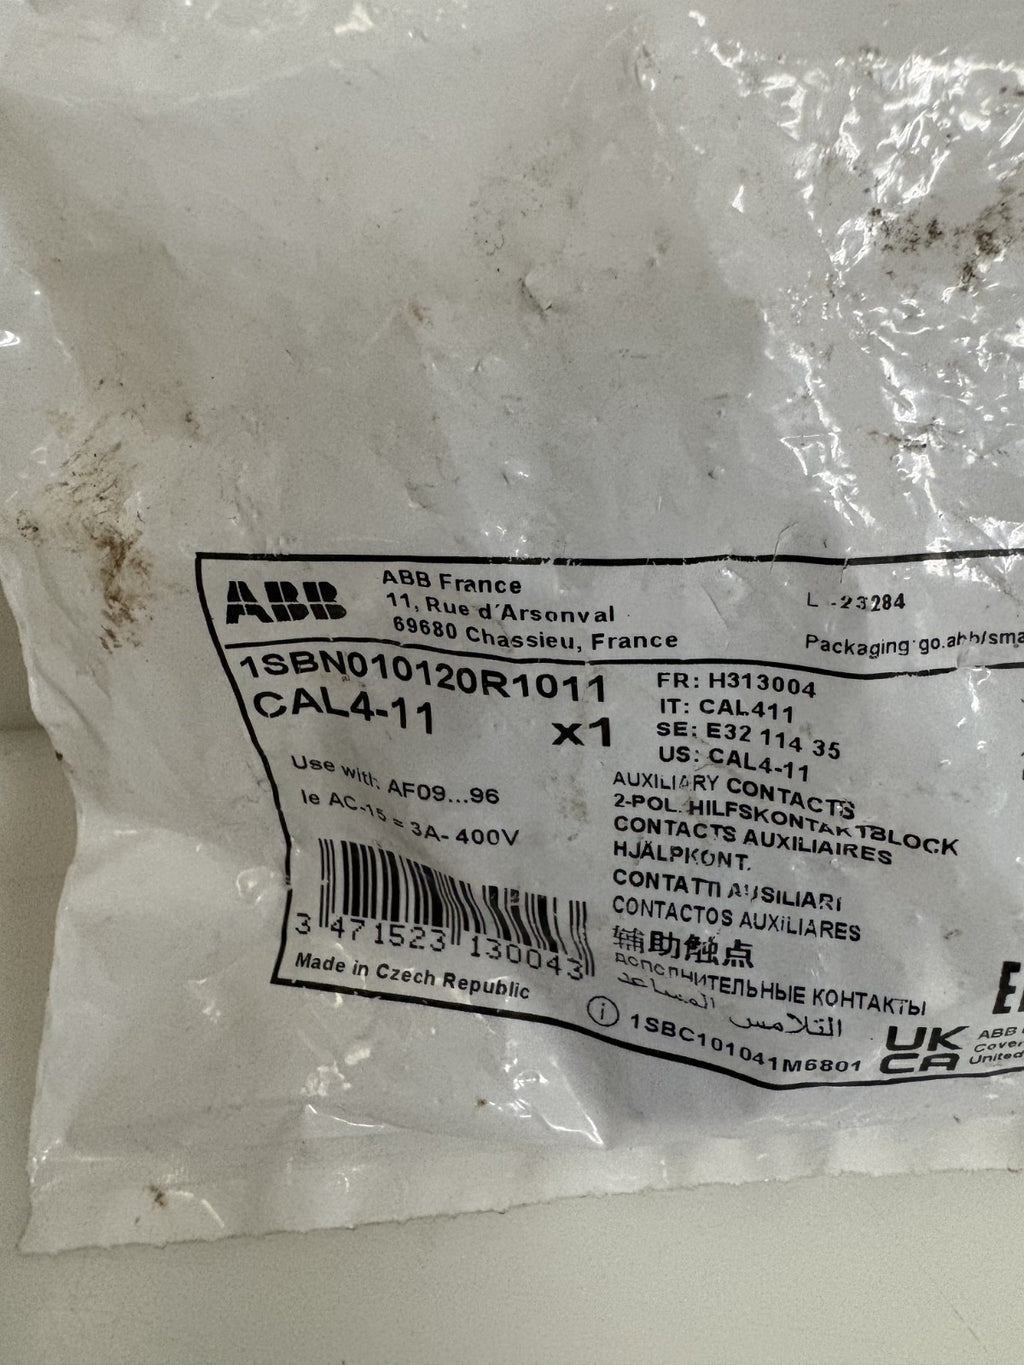 ABB
ABB France
11, Rue d'Arsonval
69680 Chassieu, France
23284
Packaging:go.abb/sma
1SBN010120R1011
CAL4-11
x1
FR: H313004
IT: CAL411
SE: E32 114 35
US: CAL4-11
Use with AF09...96
Ie AC-15 = 3A- 400V
3 471523 130043
Made in Czech Republic
AUXILIARY CONTACTS
2-POL. HILFSKONTAKTBLOCK
CONTACTS AUXILIAIRES
HJÄLPKONT.
CONTATTI AUSILIARI
CONTACTOS AUXILIARES
辅助触点
ДОПОЛНИТЕЛЬНЫЕ КОНТАКТЫ
التلامس المساعد
i 1SBC101041M6801
UK
CA
ABB
Cover
United